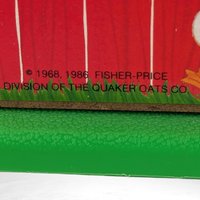 © 1968, 1986 FISHER-PRICE
DIVISION OF THE QUAKER OATS CO.